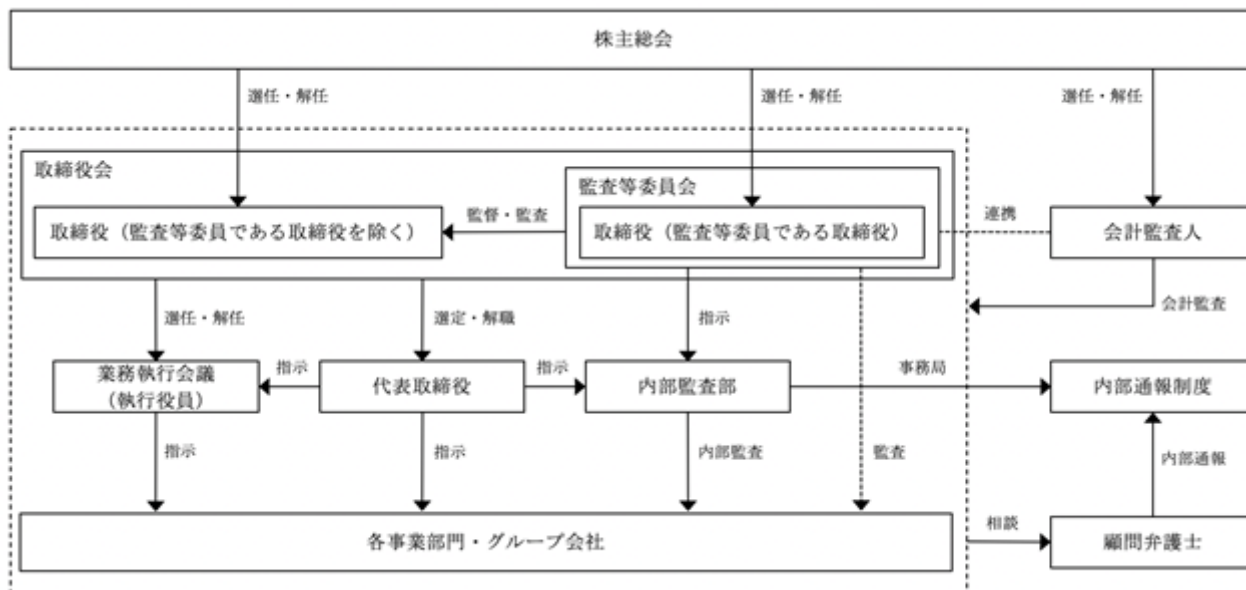 株主総会
選任・解任
選任・解任
選任・解任
取締役会
監査等委員会
取締役（監査等委員である取締役を除く）
監督・監査
取締役（監査等委員である取締役）
連携
会計監査人
会計監査
選任・解任
選定・解職
指示
業務執行会議
（執行役員）
指示
代表取締役
指示
内部監査部
事務局
内部通報制度
指示
指示
内部監査
監査
内部通報
各事業部門・グループ会社
相談
顧問弁護士